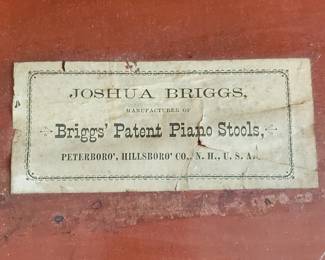 JOSHUA BRIGGS,
MANUFACTURER OF
Briggs' Patent Piano Stools,
PETERBORO', HILLSBORO' CO., N. H., U. S. A.